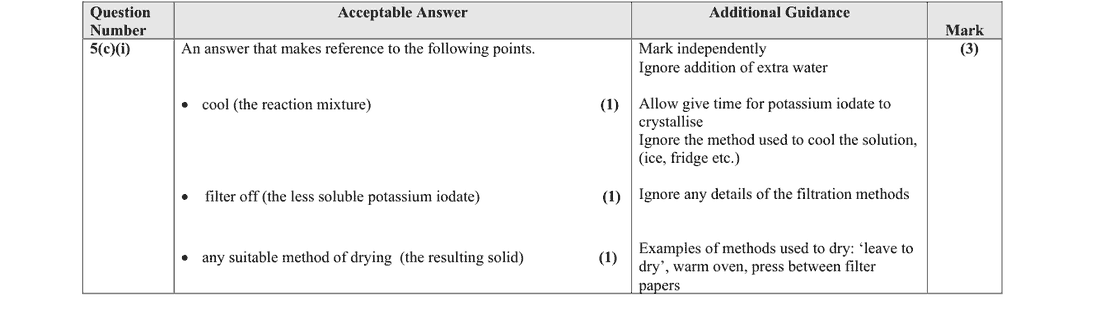 Question Number
Acceptable Answer
Additional Guidance
Mark
5(c)(i)
An answer that makes reference to the following points.
Mark independently
Ignore addition of extra water
(3)
• cool (the reaction mixture) (1)
Allow give time for potassium iodate to
crystallise
Ignore the method used to cool the solution,
(ice, fridge etc.)
• filter off (the less soluble potassium iodate) (1)
Ignore any details of the filtration methods
• any suitable method of drying (the resulting solid) (1)
Examples of methods used to dry: ‘leave to
dry’, warm oven, press between filter
papers